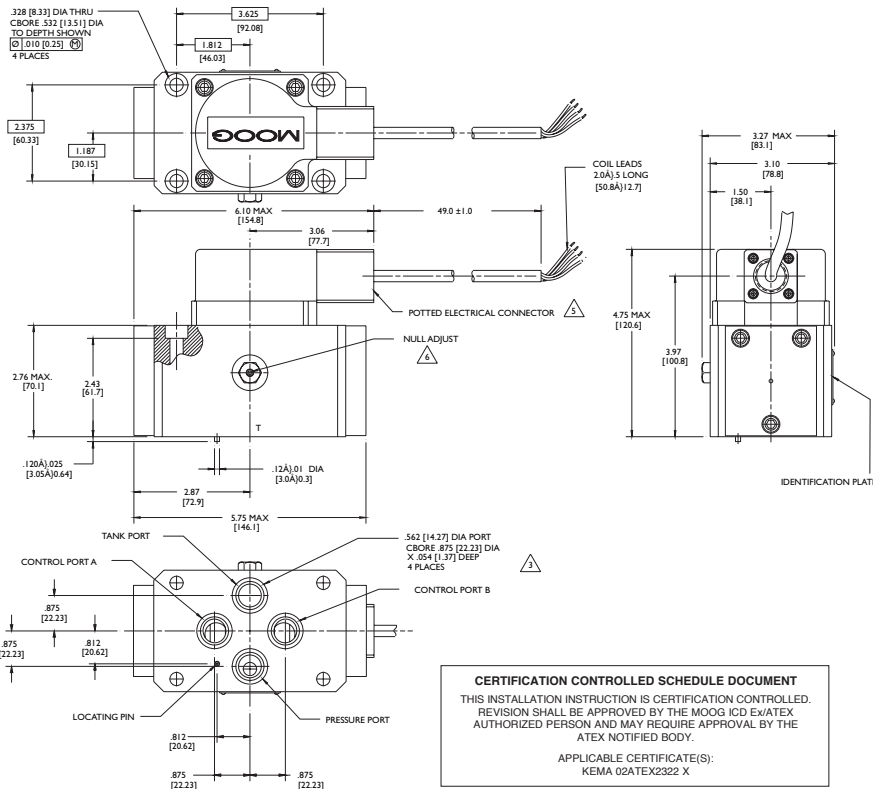 .328 [8.33] DIA THRU
CBORE .532 [13.51] DIA
TO DEPTH SHOWN
⌀ .010 [0.25] Ⓜ
4 PLACES
3.625
[92.08]
1.812
[46.03]
2.375
[60.33]
1.187
[30.15]
MOOG
6.10 MAX
[154.8]
3.06
[77.7]
49.0 ±1.0
COIL LEADS
2.0Å}.5 LONG
[50.8Å}12.7]
3.27 MAX
[83.1]
3.10
[78.8]
1.50
[38.1]
POTTED ELECTRICAL CONNECTOR 5
NULL ADJUST
6
2.76 MAX.
[70.1]
2.43
[61.7]
T
4.75 MAX
[120.6]
3.97
[100.8]
.120Å}.025
[3.05Å}0.64]
.12Å}.01 DIA
[3.0Å}0.3]
2.87
[72.9]
5.75 MAX
[146.1]
IDENTIFICATION PLATE
TANK PORT
CONTROL PORT A
.562 [14.27] DIA PORT
CBORE .875 [22.23] DIA
X .054 [1.37] DEEP
4 PLACES
3
CONTROL PORT B
.875
[22.23]
.875
[22.23]
.812
[20.62]
LOCATING PIN
PRESSURE PORT
.812
[20.62]
.875
[22.23]
.875
[22.23]
CERTIFICATION CONTROLLED SCHEDULE DOCUMENT
THIS INSTALLATION INSTRUCTION IS CERTIFICATION CONTROLLED.
REVISION SHALL BE APPROVED BY THE MOOG ICD Ex/ATEX
AUTHORIZED PERSON AND MAY REQUIRE APPROVAL BY THE
ATEX NOTIFIED BODY.
APPLICABLE CERTIFICATE(S):
KEMA 02ATEX2322 X